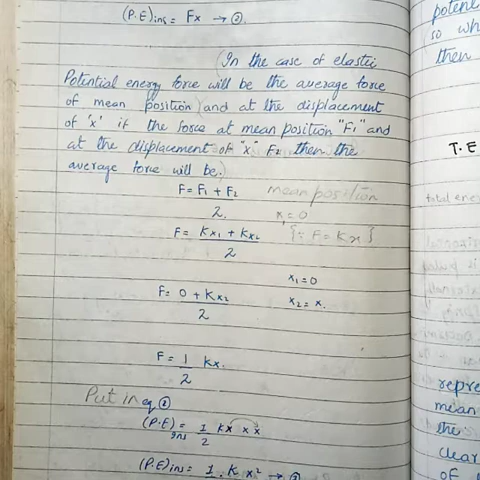 (P.E)ins = Fx → ②.
(In the case of elastic
Potential energy force will be the average force
of mean position) and at the displacement
of 'x' if the force at mean position "F1" and
at the displacement of "x" F2 then the
average force will be.)
F = F1 + F2 / 2. mean position
x1 = 0
F = Kx1 + Kx2 / 2 {∵ F = Kx}
x1 = 0
F = 0 + Kx2 / 2 x2 = x.
F = 1/2 Kx.
Put in eq ②
(P.E)ins = 1/2 Kx × x
(P.E)ins = 1 . K x² → ③
poten
(so wh
then
T.E
total ene
repre
mean
the
clear
of